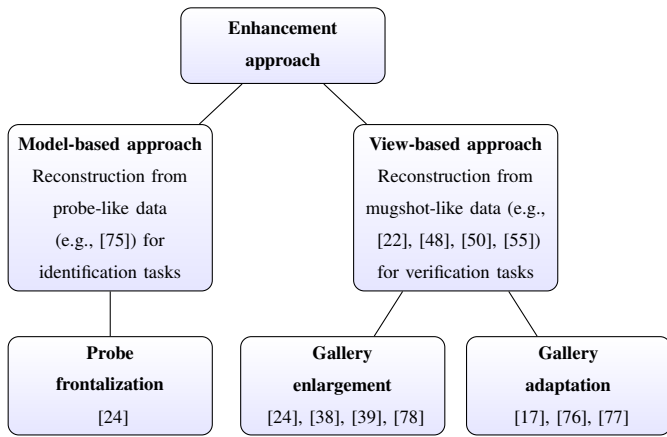 Enhancement
approach
Model-based approach
Reconstruction from
probe-like data
(e.g., [75]) for
identification tasks
View-based approach
Reconstruction from
mugshot-like data (e.g.,
[22], [48], [50], [55])
for verification tasks
Probe
frontalization
[24]
Gallery
enlargement
[24], [38], [39], [78]
Gallery
adaptation
[17], [76], [77]